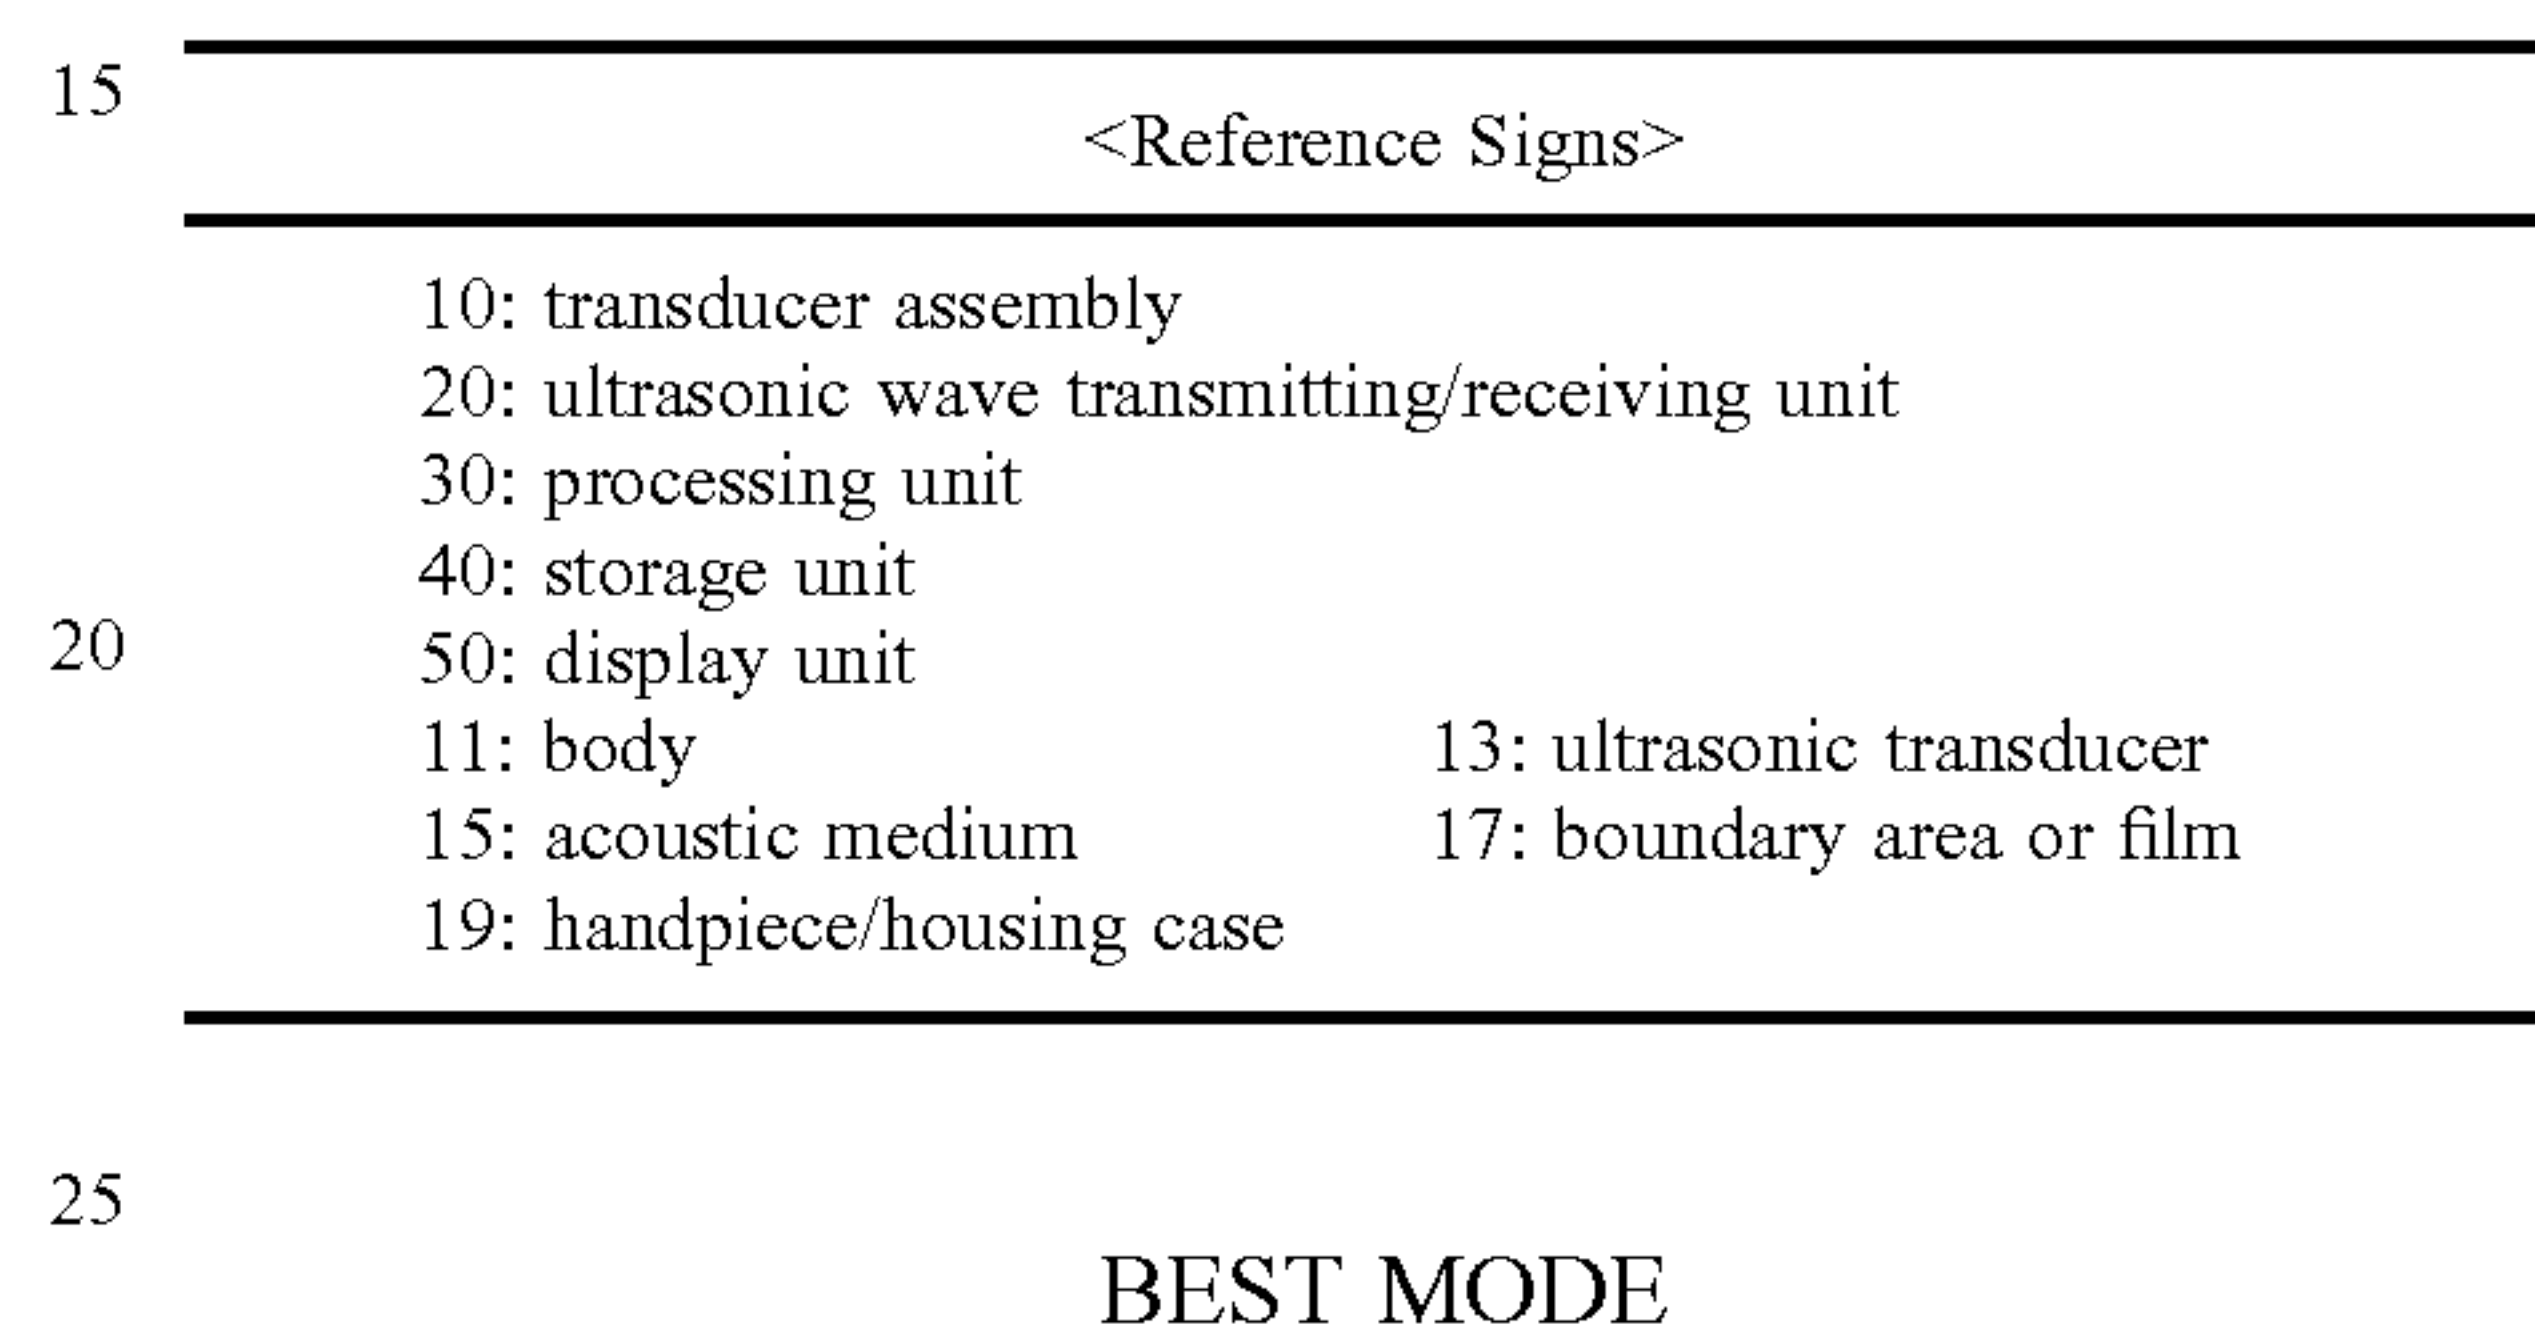 15
<Reference Signs>
10: transducer assembly
20: ultrasonic wave transmitting/receiving unit
30: processing unit
40: storage unit
20
50: display unit
11: body 13: ultrasonic transducer
15: acoustic medium 17: boundary area or film
19: handpiece/housing case
25
BEST MODE